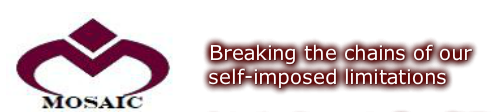 MOSAIC
Breaking the chains of our
self-imposed limitations